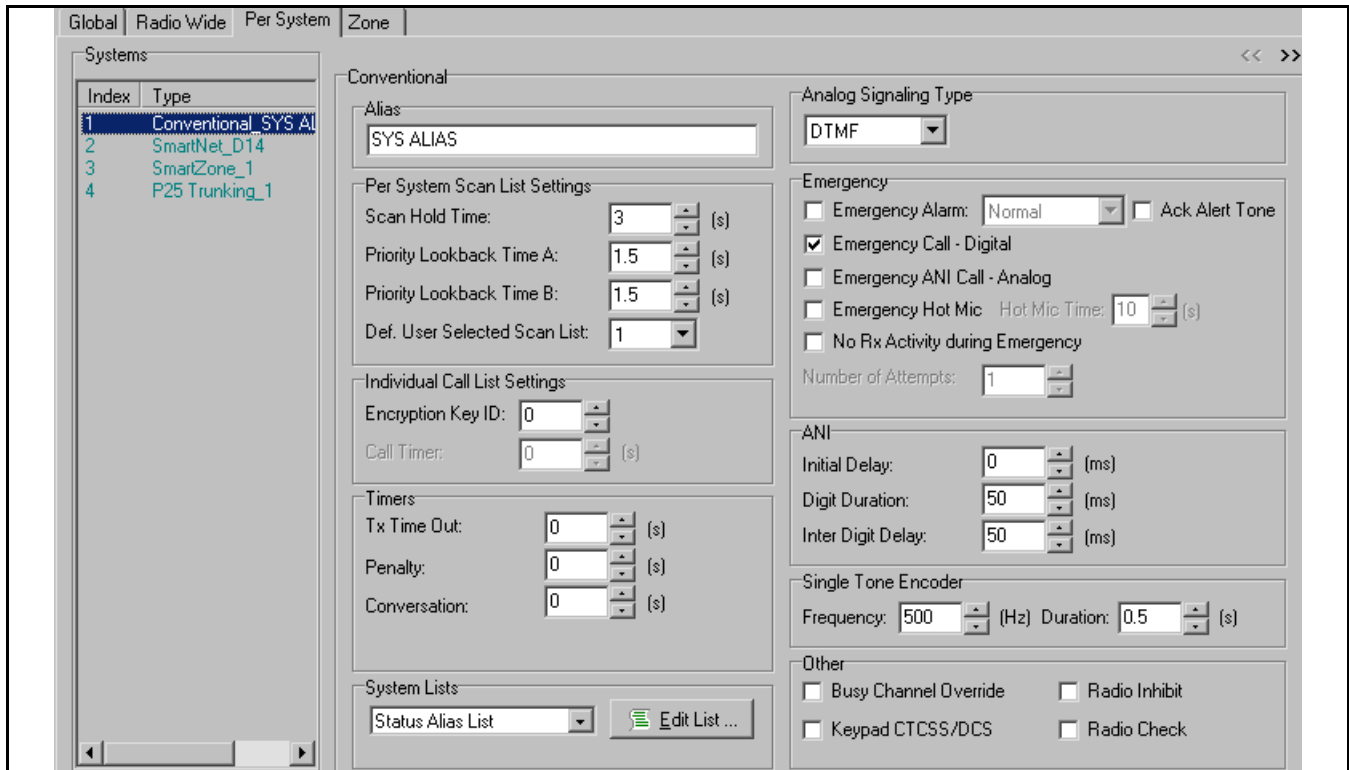 Global Radio Wide Per System Zone
Systems
Index Type
1 Conventional_SYS AL
2 SmartNet_D14
3 SmartZone_1
4 P25 Trunking_1
<< >>
Conventional
Alias
SYS ALIAS
Per System Scan List Settings
Scan Hold Time: 3 (s)
Priority Lookback Time A: 1.5 (s)
Priority Lookback Time B: 1.5 (s)
Def. User Selected Scan List: 1
Individual Call List Settings
Encryption Key ID: 0
Call Timer: 0 (s)
Timers
Tx Time Out: 0 (s)
Penalty: 0 (s)
Conversation: 0 (s)
System Lists
Status Alias List Edit List ...
Analog Signaling Type
DTMF
Emergency
Emergency Alarm: Normal Ack Alert Tone
Emergency Call - Digital
Emergency ANI Call - Analog
Emergency Hot Mic Hot Mic Time: 10 (s)
No Rx Activity during Emergency
Number of Attempts: 1
ANI
Initial Delay: 0 (ms)
Digit Duration: 50 (ms)
Inter Digit Delay: 50 (ms)
Single Tone Encoder
Frequency: 500 (Hz) Duration: 0.5 (s)
Other
Busy Channel Override Radio Inhibit
Keypad CTCSS/DCS Radio Check